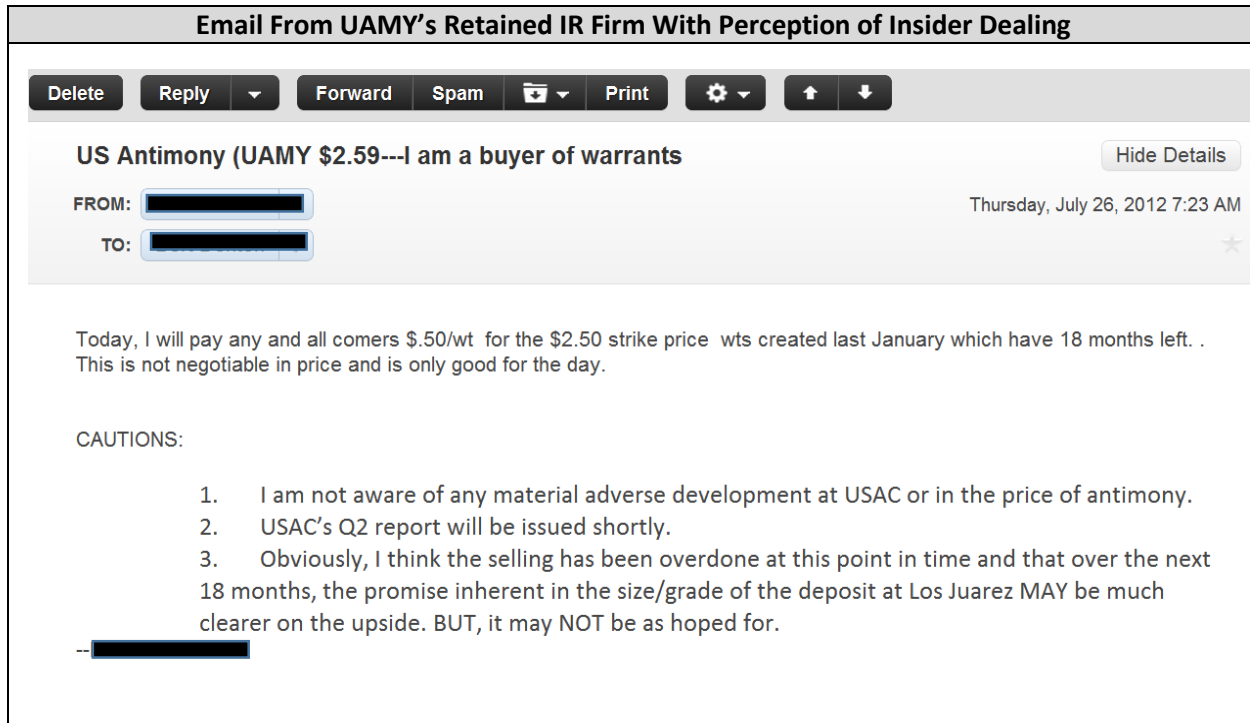 Email From UAMY's Retained IR Firm With Perception of Insider Dealing
Delete Reply Forward Spam Print
US Antimony (UAMY $2.59---I am a buyer of warrants
Hide Details
FROM:
Thursday, July 26, 2012 7:23 AM
TO:
Today, I will pay any and all comers $.50/wt  for the $2.50 strike price  wts created last January which have 18 months left. .
This is not negotiable in price and is only good for the day.
CAUTIONS:
1. I am not aware of any material adverse development at USAC or in the price of antimony.
2. USAC's Q2 report will be issued shortly.
3. Obviously, I think the selling has been overdone at this point in time and that over the next
18 months, the promise inherent in the size/grade of the deposit at Los Juarez MAY be much
clearer on the upside. BUT, it may NOT be as hoped for.
--